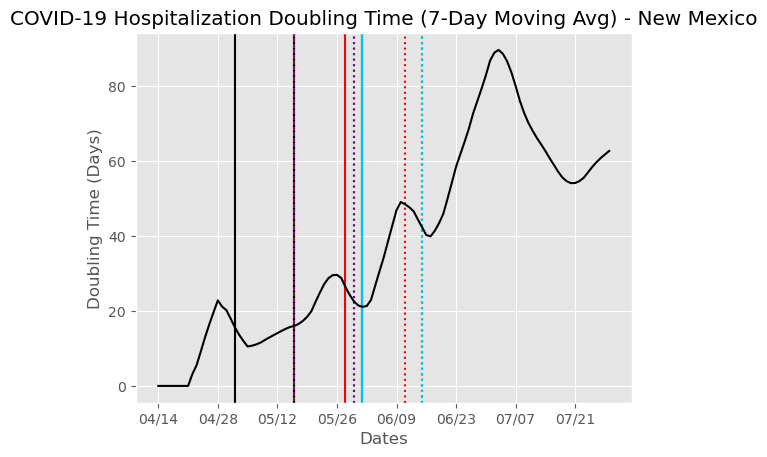 COVID-19 Hospitalization Doubling Time (7-Day Moving Avg) - New Mexico
Doubling Time (Days)
80
60
40
20
0
04/14 04/28 05/12 05/26 06/09 06/23 07/07 07/21
Dates